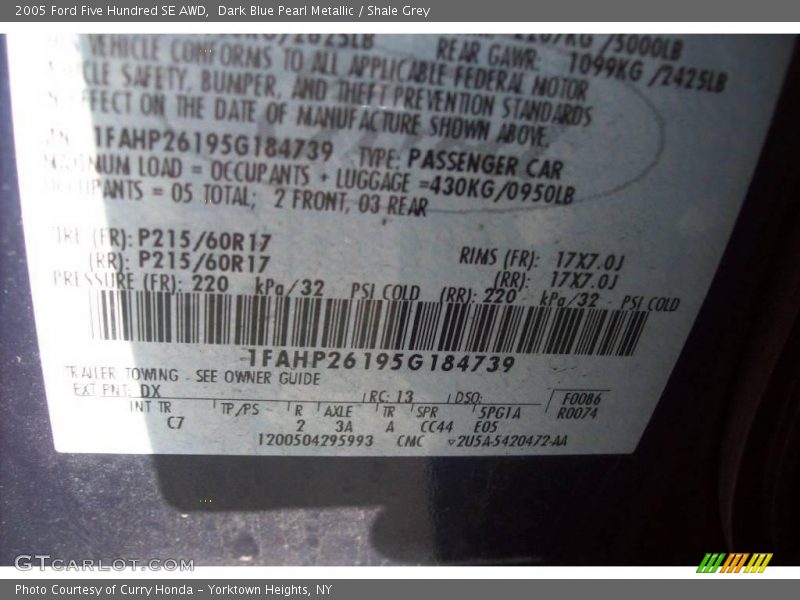 2005 Ford Five Hundred SE AWD, Dark Blue Pearl Metallic / Shale Grey
/5000LB
REAR GAWR: 1099KG /2425LB
VEHICLE CONFORMS TO ALL APPLICABLE FEDERAL MOTOR
SAFETY, BUMPER, AND THEFT PREVENTION STANDARDS
EFFECT ON THE DATE OF MANUFACTURE SHOWN ABOVE.
1FAHP26195G184739 TYPE: PASSENGER CAR
LOAD = OCCUPANTS + LUGGAGE =430KG/0950LB
= 05 TOTAL; 2 FRONT, 03 REAR
(FR): P215/60R17 RIMS (FR): 17X7.0J
(RR): P215/60R17 (RR): 17X7.0J
PRESSURE (FR): 220 kPa/32 PSI COLD (RR): 220 kPa/32 PSI COLD
1FAHP26195G184739
TRAILER TOWING - SEE OWNER GUIDE
EXT PNT: DX RC: 13 DSO: F0086
INT TR TP/PS R AXLE TR SPR 5PG1A R0074
C7 2 3A A CC44 E05
1200504295993 CMC 2U5A-5420472-AA
GTcarlot.com
Photo Courtesy of Curry Honda - Yorktown Heights, NY